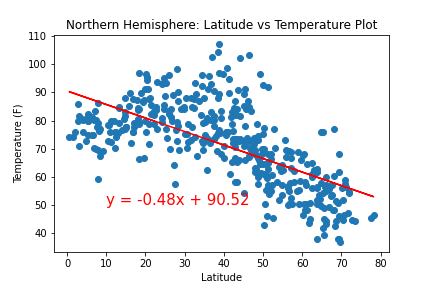 Northern Hemisphere: Latitude vs Temperature Plot
Temperature (F)
110
100
90
80
70
60
50
40
y = -0.48x + 90.52
0 10 20 30 40 50 60 70 80
Latitude